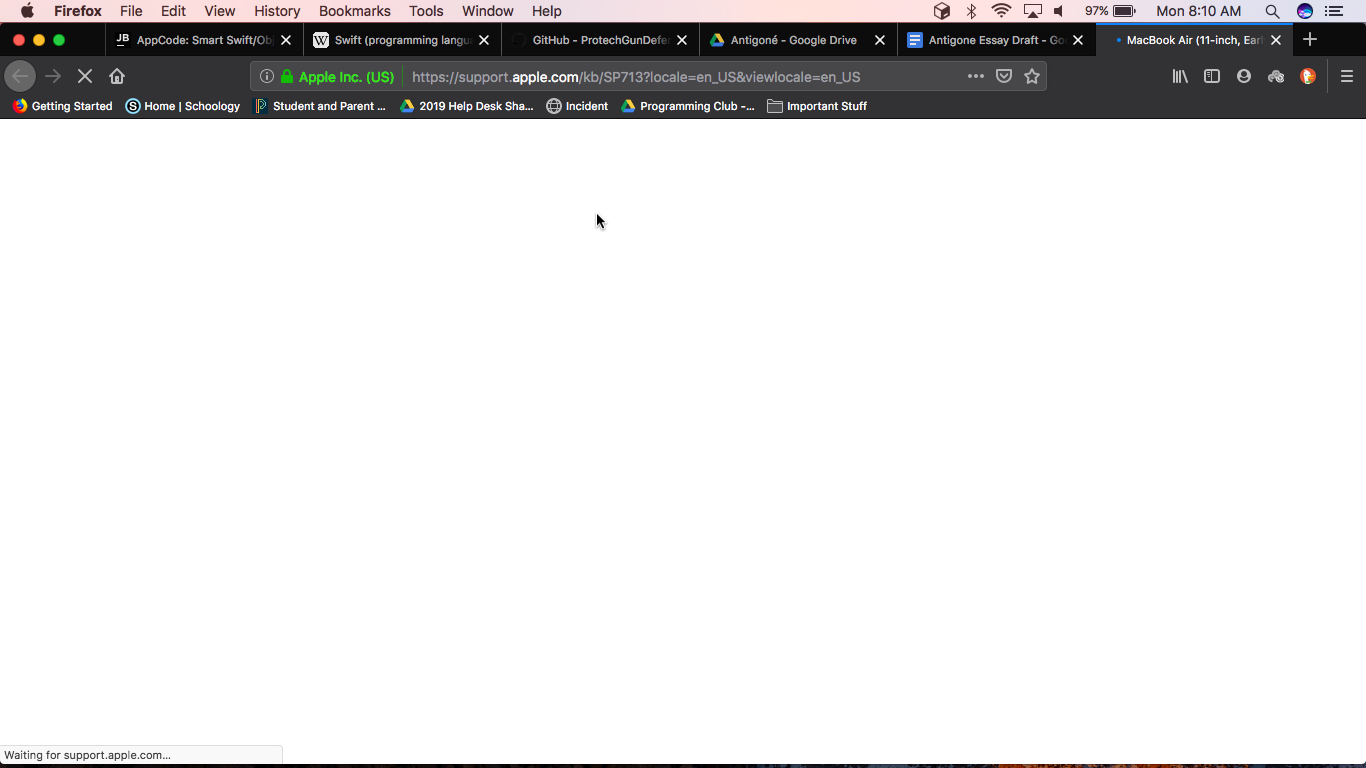 Firefox File Edit View History Bookmarks Tools Window Help 97% Mon 8:10 AM
JB AppCode: Smart Swift/Ob W Swift (programming langu GitHub - ProtechGunDefe Antigoné - Google Drive Antigone Essay Draft - Go MacBook Air (11-inch, Earl
Apple Inc. (US) https://support.apple.com/kb/SP713?locale=en_US&viewlocale=en_US
Getting Started S Home | Schoology P Student and Parent ... 2019 Help Desk Sha... Incident Programming Club -... Important Stuff
Waiting for support.apple.com...